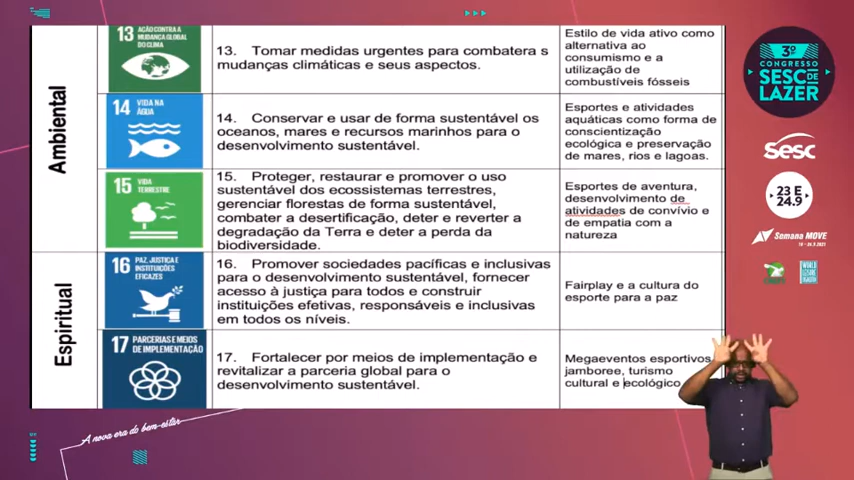 Ambiental
13 AÇÃO CONTRA A
MUDANÇA GLOBAL
DO CLIMA
13. Tomar medidas urgentes para combatera s
mudanças climáticas e seus aspectos.
Estilo de vida ativo como
alternativa ao
consumismo e a
utilização de
combustíveis fósseis
14 VIDA NA
ÁGUA
14. Conservar e usar de forma sustentável os
oceanos, mares e recursos marinhos para o
desenvolvimento sustentável.
Esportes e atividades
aquáticas como forma de
conscientização
ecológica e preservação
de mares, rios e lagoas.
15 VIDA
TERRESTRE
15. Proteger, restaurar e promover o uso
sustentável dos ecossistemas terrestres,
gerenciar florestas de forma sustentável,
combater a desertificação, deter e reverter a
degradação da Terra e deter a perda da
biodiversidade.
Esportes de aventura,
desenvolvimento de
atividades de convívio e
de empatia com a
natureza
Espiritual
16 PAZ, JUSTIÇA E
INSTITUIÇÕES
EFICAZES
16. Promover sociedades pacíficas e inclusivas
para o desenvolvimento sustentável, fornecer
acesso à justiça para todos e construir
instituições efetivas, responsáveis e inclusivas
em todos os níveis.
Fairplay e a cultura do
esporte para a paz
17 PARCERIAS E MEIOS
DE IMPLEMENTAÇÃO
17. Fortalecer por meios de implementação e
revitalizar a parceria global para o
desenvolvimento sustentável.
Megaeventos esportivos
jamboree, turismo
cultural e ecológico
3º
CONGRESSO
SESC DE
LAZER
Sesc
23 E
24.9
Semana MOVE
A nova era do bem-estar